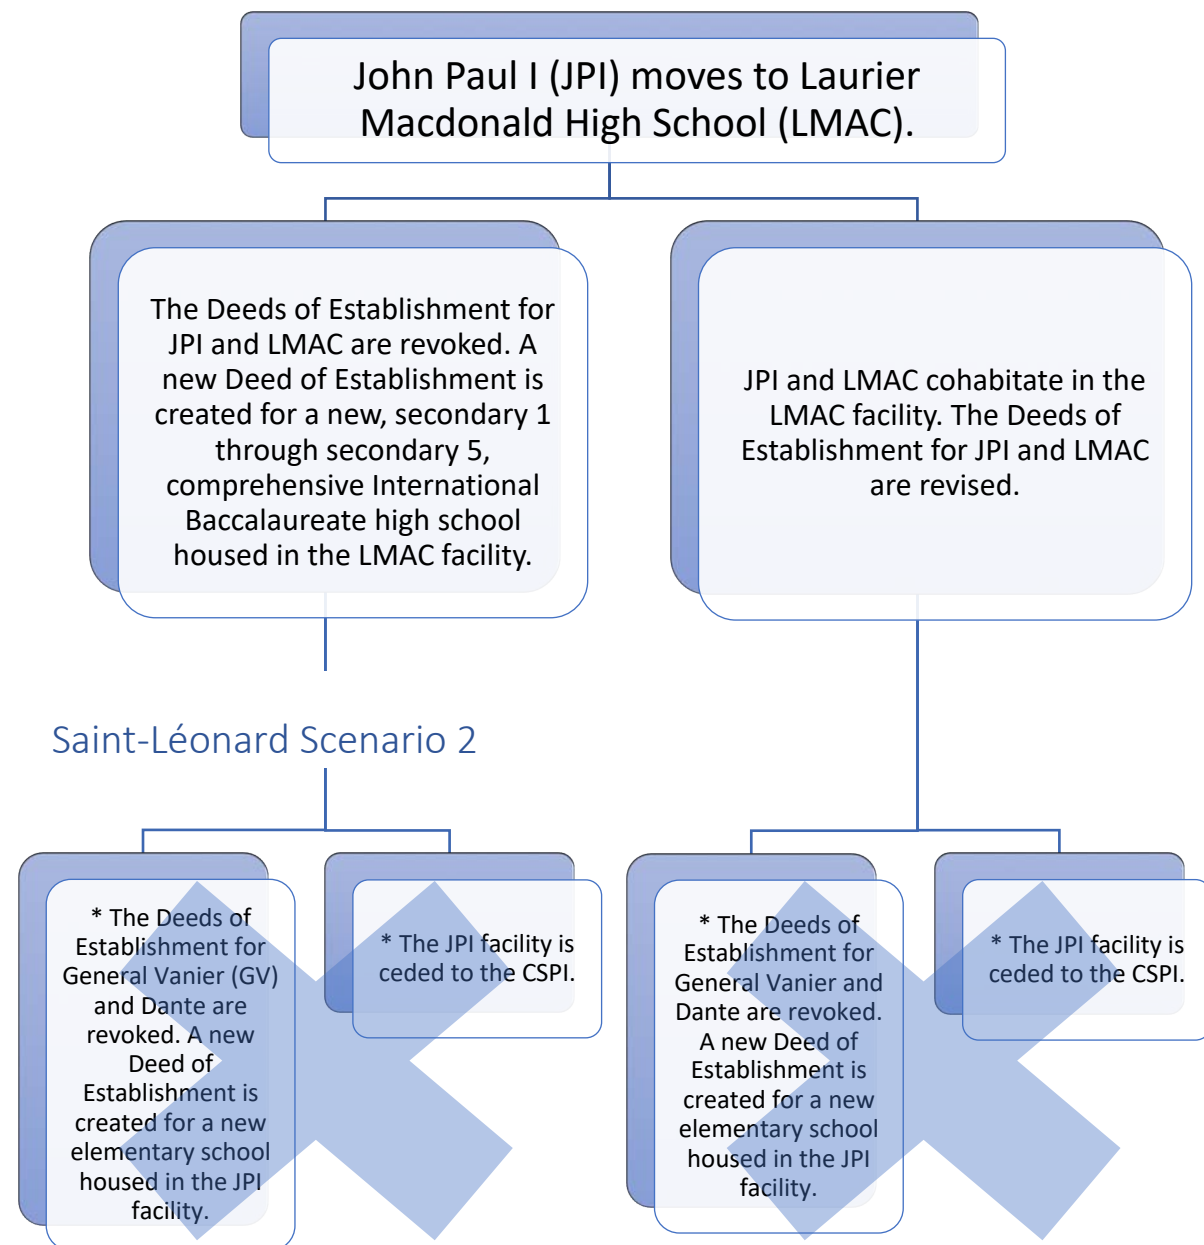 John Paul I (JPI) moves to Laurier
Macdonald High School (LMAC).
The Deeds of Establishment for
JPI and LMAC are revoked. A
new Deed of Establishment is
created for a new, secondary 1
through secondary 5,
comprehensive International
Baccalaureate high school
housed in the LMAC facility.
JPI and LMAC cohabitate in the
LMAC facility. The Deeds of
Establishment for JPI and LMAC
are revised.
Saint-Léonard Scenario 2
* The Deeds of
Establishment for
General Vanier (GV)
and Dante are
revoked. A new
Deed of
Establishment is
created for a new
elementary school
housed in the JPI
facility.
* The JPI facility is
ceded to the CSPI.
* The Deeds of
Establishment for
General Vanier and
Dante are revoked.
A new Deed of
Establishment is
created for a new
elementary school
housed in the JPI
facility.
* The JPI facility is
ceded to the CSPI.